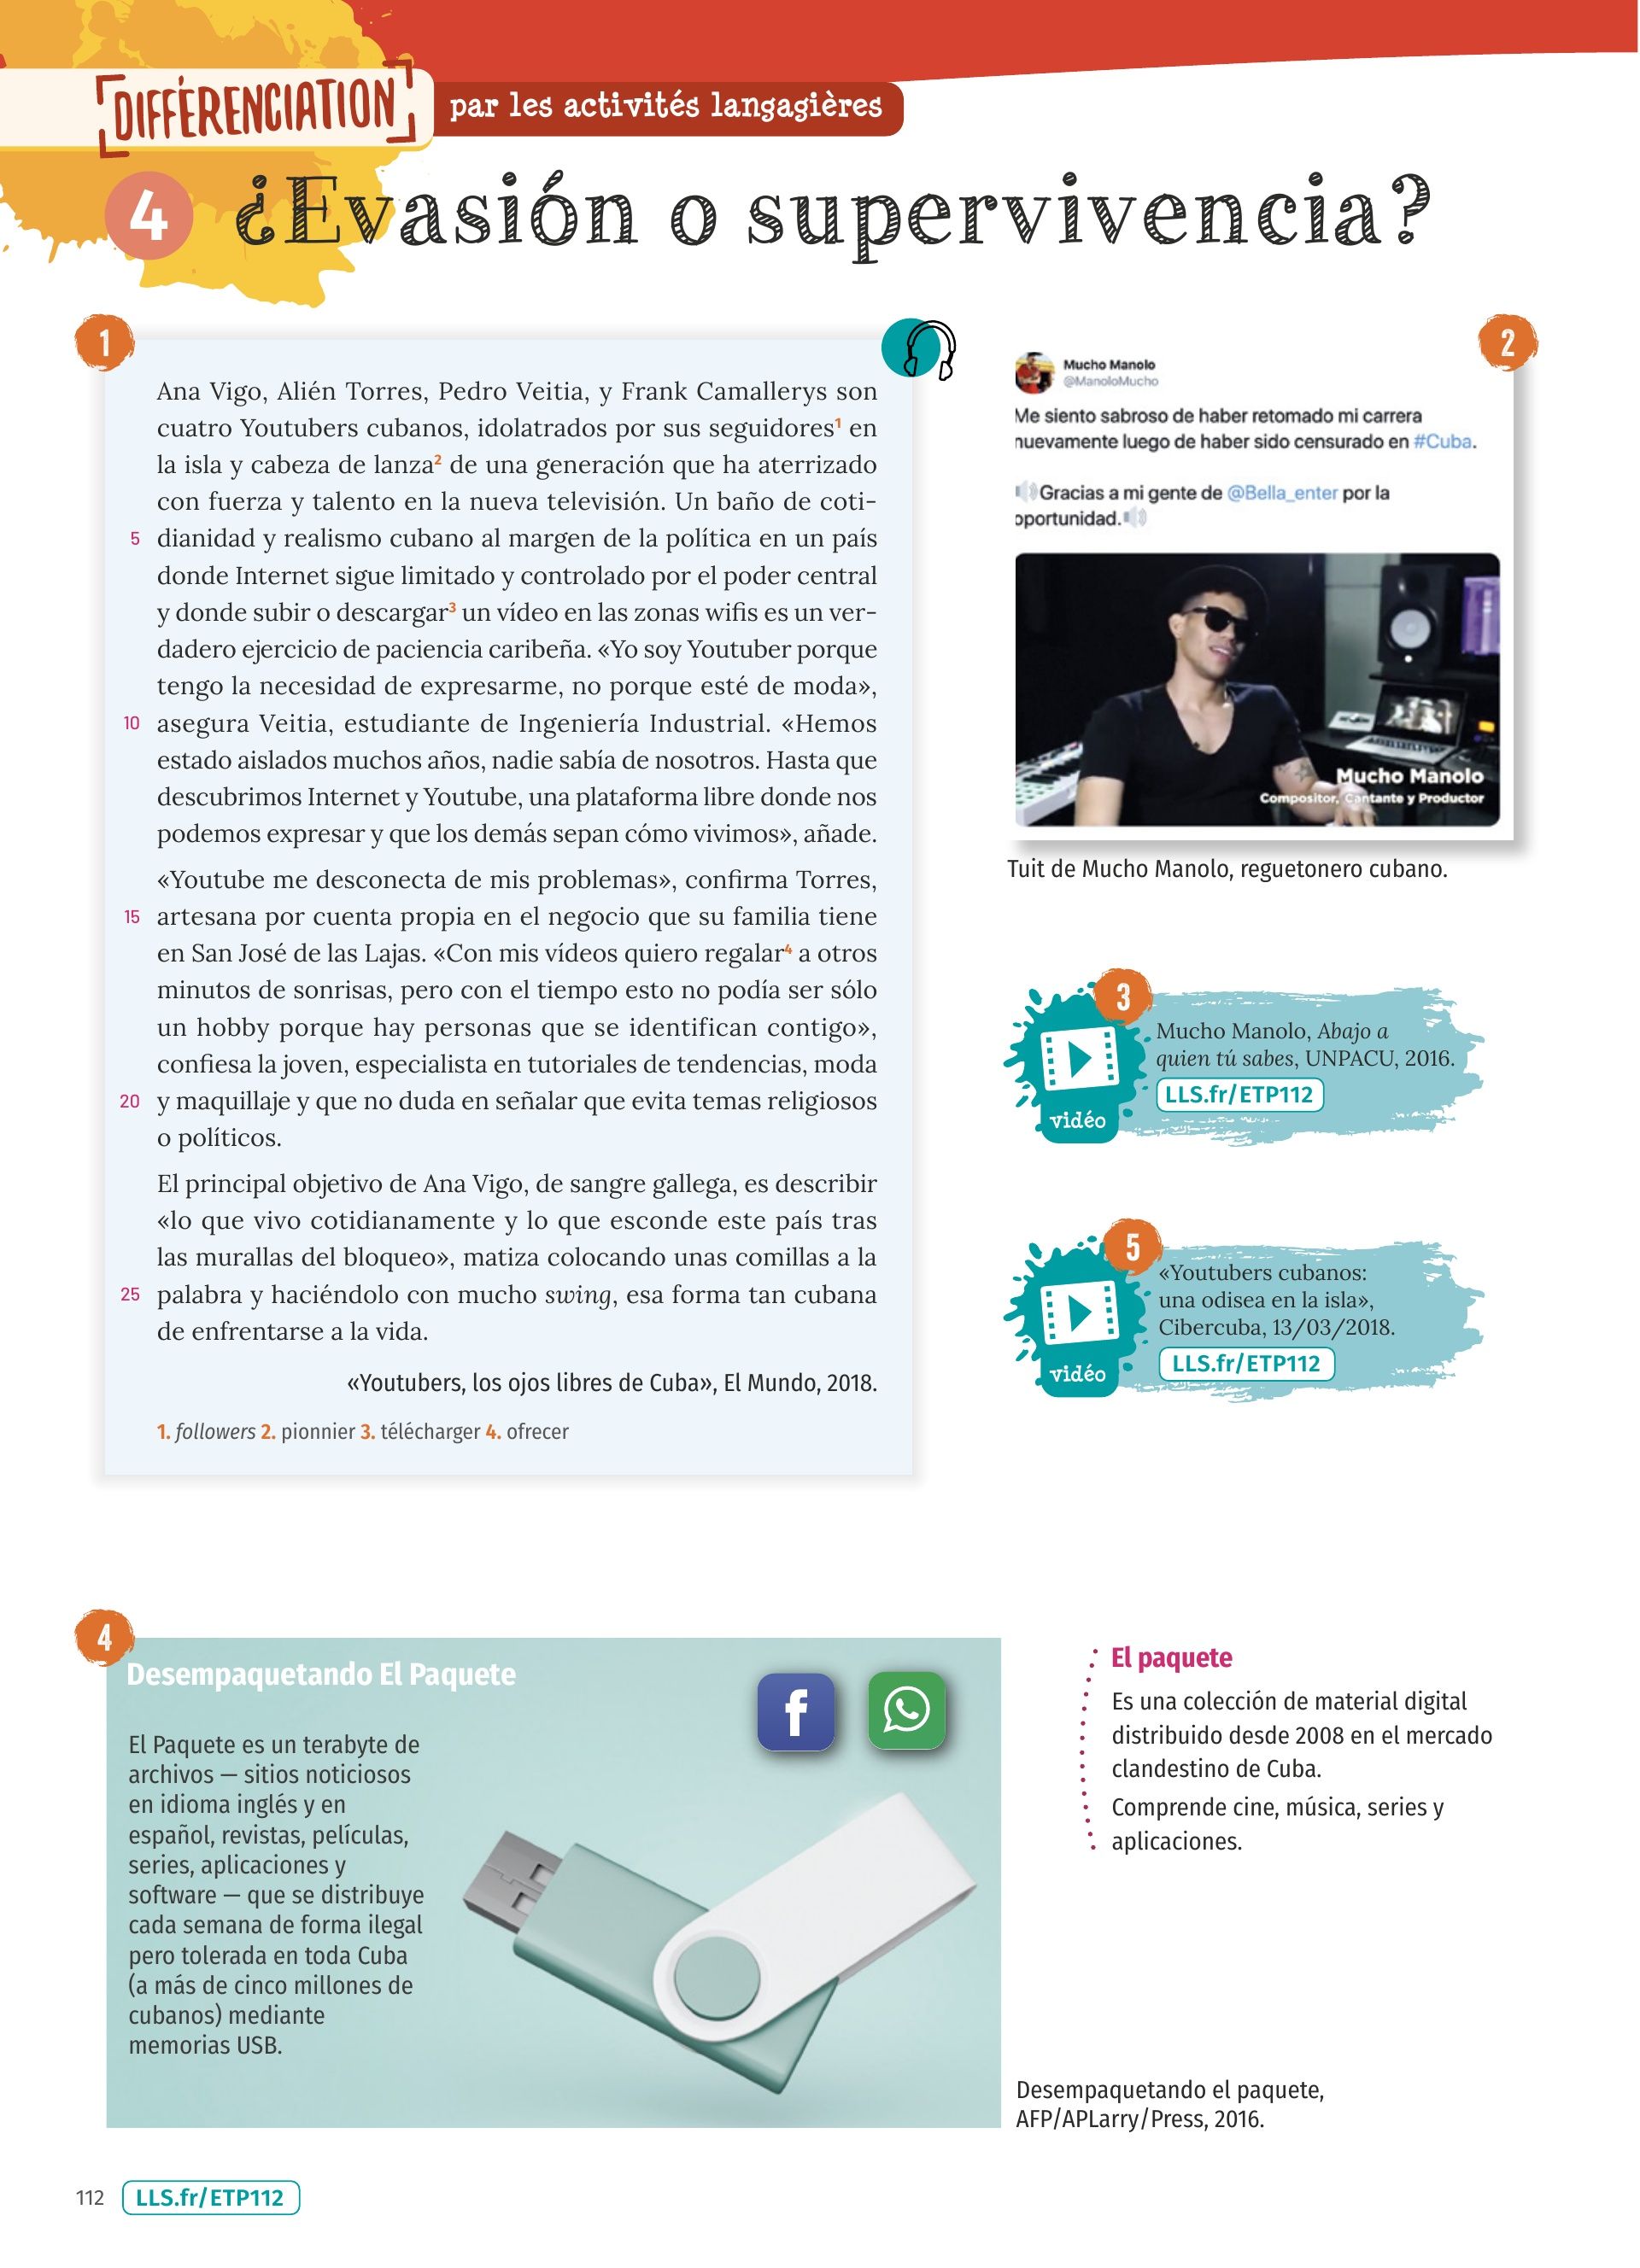 DIFFÉRENCIATION par les activités langagières
4 ¿Evasión o supervivencia?
1
Ana Vigo, Alién Torres, Pedro Veitia, y Frank Camallerys son
cuatro Youtubers cubanos, idolatrados por sus seguidores1 en
la isla y cabeza de lanza2 de una generación que ha aterrizado
con fuerza y talento en la nueva televisión. Un baño de coti-
5 dianidad y realismo cubano al margen de la política en un país
donde Internet sigue limitado y controlado por el poder central
y donde subir o descargar3 un vídeo en las zonas wifis es un ver-
dadero ejercicio de paciencia caribeña. «Yo soy Youtuber porque
tengo la necesidad de expresarme, no porque esté de moda»,
10 asegura Veitia, estudiante de Ingeniería Industrial. «Hemos
estado aislados muchos años, nadie sabía de nosotros. Hasta que
descubrimos Internet y Youtube, una plataforma libre donde nos
podemos expresar y que los demás sepan cómo vivimos», añade.
«Youtube me desconecta de mis problemas», confirma Torres,
15 artesana por cuenta propia en el negocio que su familia tiene
en San José de las Lajas. «Con mis vídeos quiero regalar4 a otros
minutos de sonrisas, pero con el tiempo esto no podía ser sólo
un hobby porque hay personas que se identifican contigo»,
confiesa la joven, especialista en tutoriales de tendencias, moda
20 y maquillaje y que no duda en señalar que evita temas religiosos
o políticos.
El principal objetivo de Ana Vigo, de sangre gallega, es describir
«lo que vivo cotidianamente y lo que esconde este país tras
las murallas del bloqueo», matiza colocando unas comillas a la
25 palabra y haciéndolo con mucho swing, esa forma tan cubana
de enfrentarse a la vida.
«Youtubers, los ojos libres de Cuba», El Mundo, 2018.
1. followers 2. pionnier 3. télécharger 4. ofrecer
2
Mucho Manolo
@ManoloMucho
Me siento sabroso de haber retomado mi carrera
nuevamente luego de haber sido censurado en #Cuba.
Gracias a mi gente de @Bella_enter por la
oportunidad.
Mucho Manolo
Compositor, Cantante y Productor
Tuit de Mucho Manolo, reguetonero cubano.
3
Mucho Manolo, Abajo a
quien tú sabes, UNPACU, 2016.
LLS.fr/ETP112
vidéo
5
«Youtubers cubanos:
una odisea en la isla»,
Cibercuba, 13/03/2018.
LLS.fr/ETP112
vidéo
4
Desempaquetando El Paquete
El Paquete es un terabyte de
archivos — sitios noticiosos
en idioma inglés y en
español, revistas, películas,
series, aplicaciones y
software — que se distribuye
cada semana de forma ilegal
pero tolerada en toda Cuba
(a más de cinco millones de
cubanos) mediante
memorias USB.
f
El paquete
Es una colección de material digital
distribuido desde 2008 en el mercado
clandestino de Cuba.
Comprende cine, música, series y
aplicaciones.
Desempaquetando el paquete,
AFP/APLarry/Press, 2016.
112 LLS.fr/ETP112